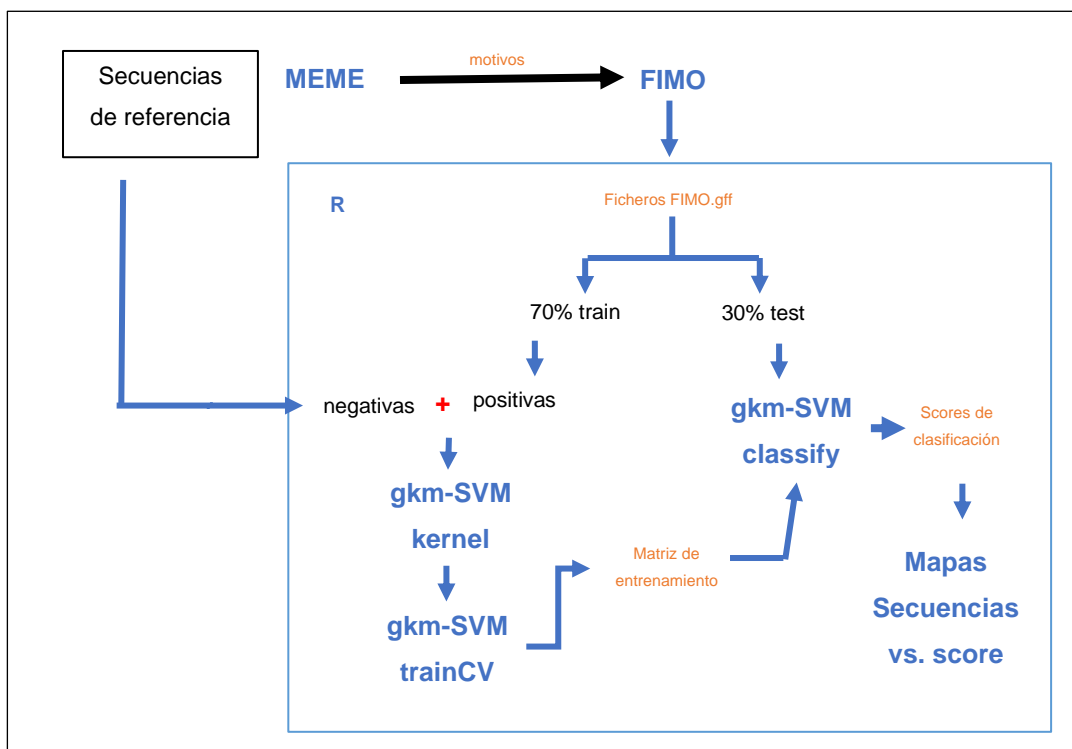 Secuencias
de referencia
MEME
motivos
FIMO
R
Ficheros FIMO.gff
70% train
30% test
negativas + positivas
gkm-SVM
kernel
gkm-SVM
trainCV
Matriz de
entrenamiento
gkm-SVM
classify
Scores de
clasificación
Mapas
Secuencias
vs. score